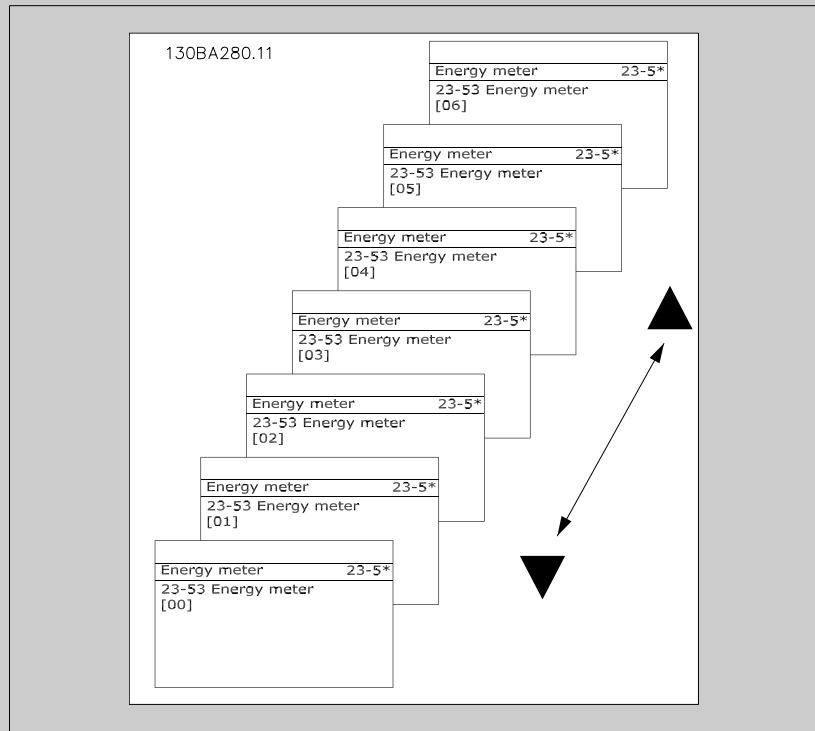 130BA280.11
Energy meter 23-5*
23-53 Energy meter
[06]
Energy meter 23-5*
23-53 Energy meter
[05]
Energy meter 23-5*
23-53 Energy meter
[04]
Energy meter 23-5*
23-53 Energy meter
[03]
Energy meter 23-5*
23-53 Energy meter
[02]
Energy meter 23-5*
23-53 Energy meter
[01]
Energy meter 23-5*
23-53 Energy meter
[00]